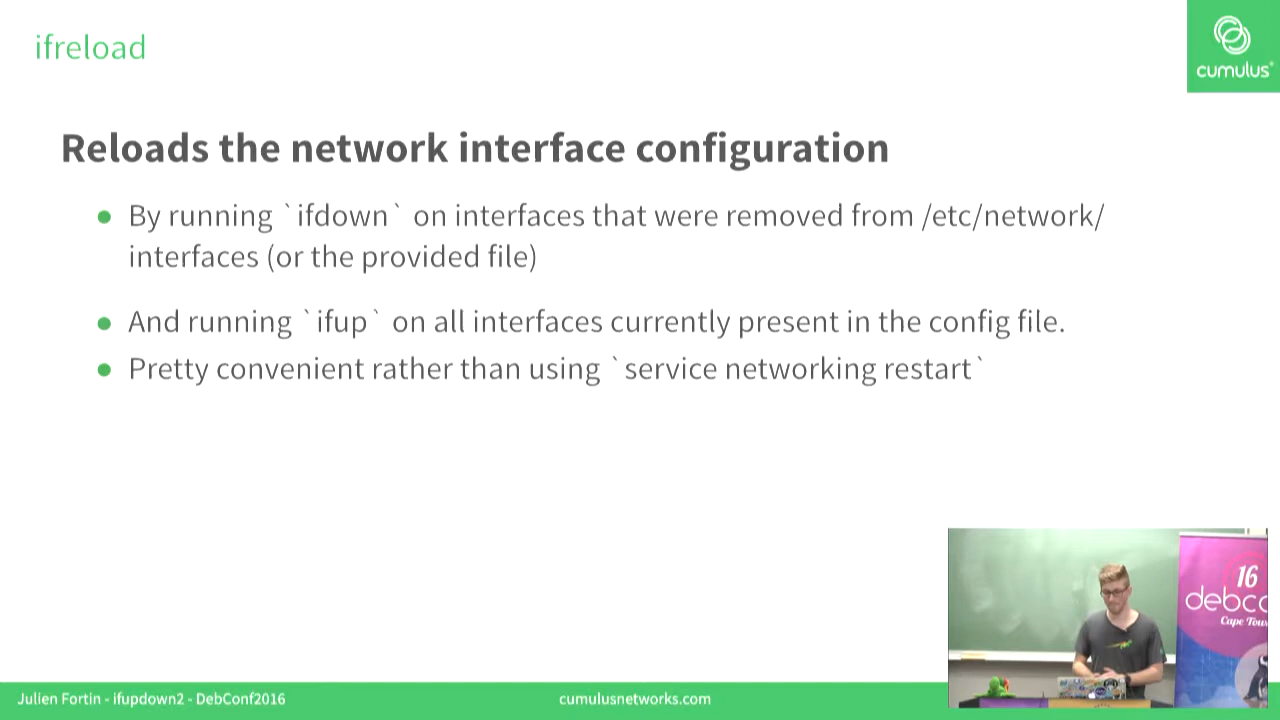 ifreload
cumulus
Reloads the network interface configuration
By running `ifdown` on interfaces that were removed from /etc/network/
interfaces (or the provided file)
And running `ifup` on all interfaces currently present in the config file.
Pretty convenient rather than using `service networking restart`
16
debco
Cape Tow
Julien Fortin - ifupdown2 - DebConf2016
cumulusnetworks.com